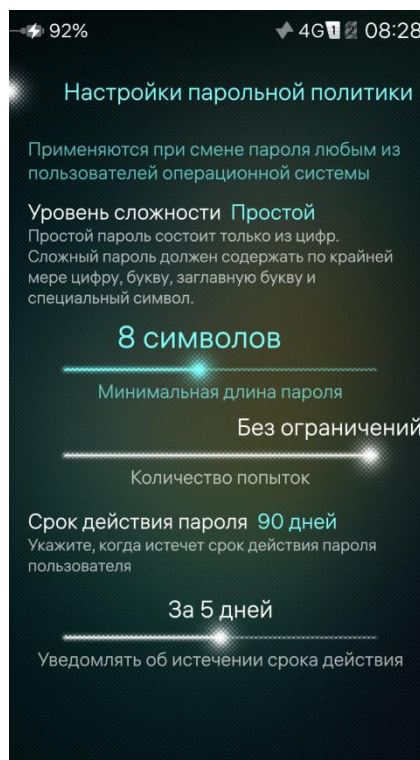 92% 4G 1 2 08:28
Настройки парольной политики
Применяются при смене пароля любым из
пользователей операционной системы
Уровень сложности Простой
Простой пароль состоит только из цифр.
Сложный пароль должен содержать по крайней
мере цифру, букву, заглавную букву и
специальный символ.
8 символов
Минимальная длина пароля
Без ограничений
Количество попыток
Срок действия пароля 90 дней
Укажите, когда истечет срок действия пароля
пользователя
За 5 дней
Уведомлять об истечении срока действия